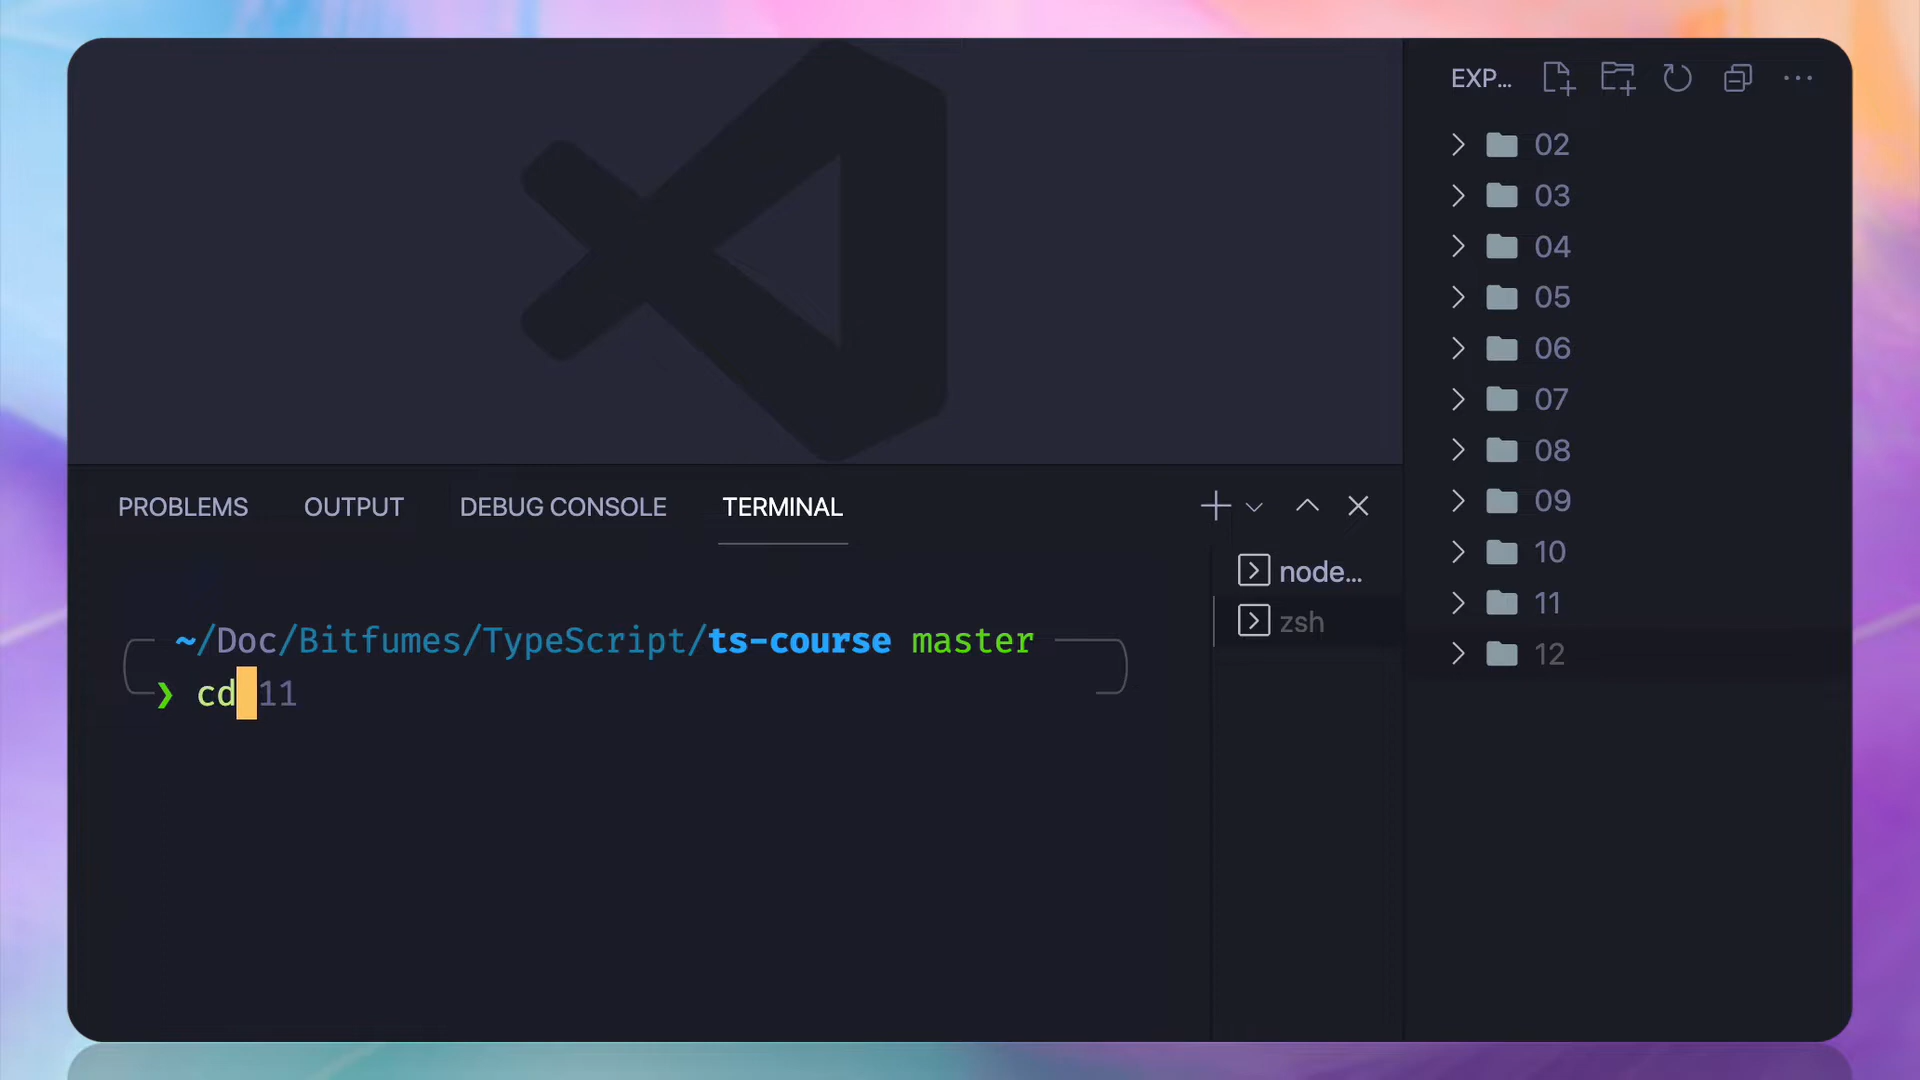 EXP...
02
03
04
05
06
07
08
09
10
11
12
PROBLEMS OUTPUT DEBUG CONSOLE TERMINAL
node...
zsh
~/Doc/Bitfumes/TypeScript/ts-course master
❯ cd 11